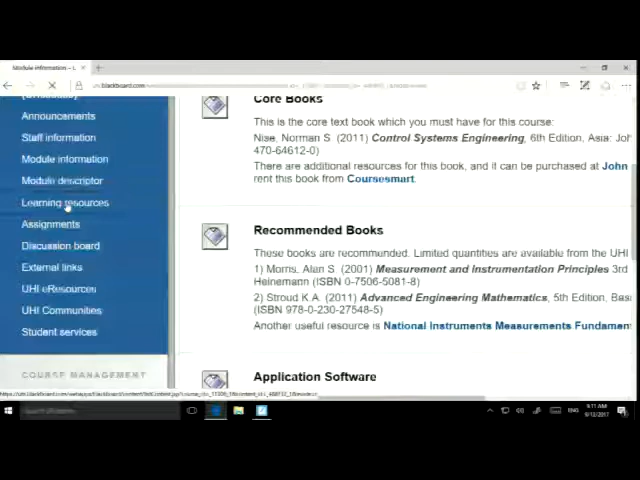 Module information – U
blackboard.com
Announcements
Core Books
This is the core text book which you must have for this course:
Staff information
Nise, Norman S. (2011) Control Systems Engineering, 6th Edition, Asia: Joh
470-64612-0)
Module information
There are additional resources for this book, and it can be purchased at John
Module descriptor
rent this book from Coursesmart.
Learning resources
Assignments
Recommended Books
Discussion board
These books are recommended. Limited quantities are available from the UHI
External links
1) Morris, Alan S. (2001) Measurement and Instrumentation Principles 3rd
Heinemann (ISBN 0-7506-5081-8)
UHI eResources
2) Stroud K.A. (2011) Advanced Engineering Mathematics, 5th Edition, Bas
(ISBN 978-0-230-27548-5)
UHI Communities
Another useful resource is National Instruments Measurements Fundamen
Student services
COURSE MANAGEMENT
Application Software
ENG
9:11 AM